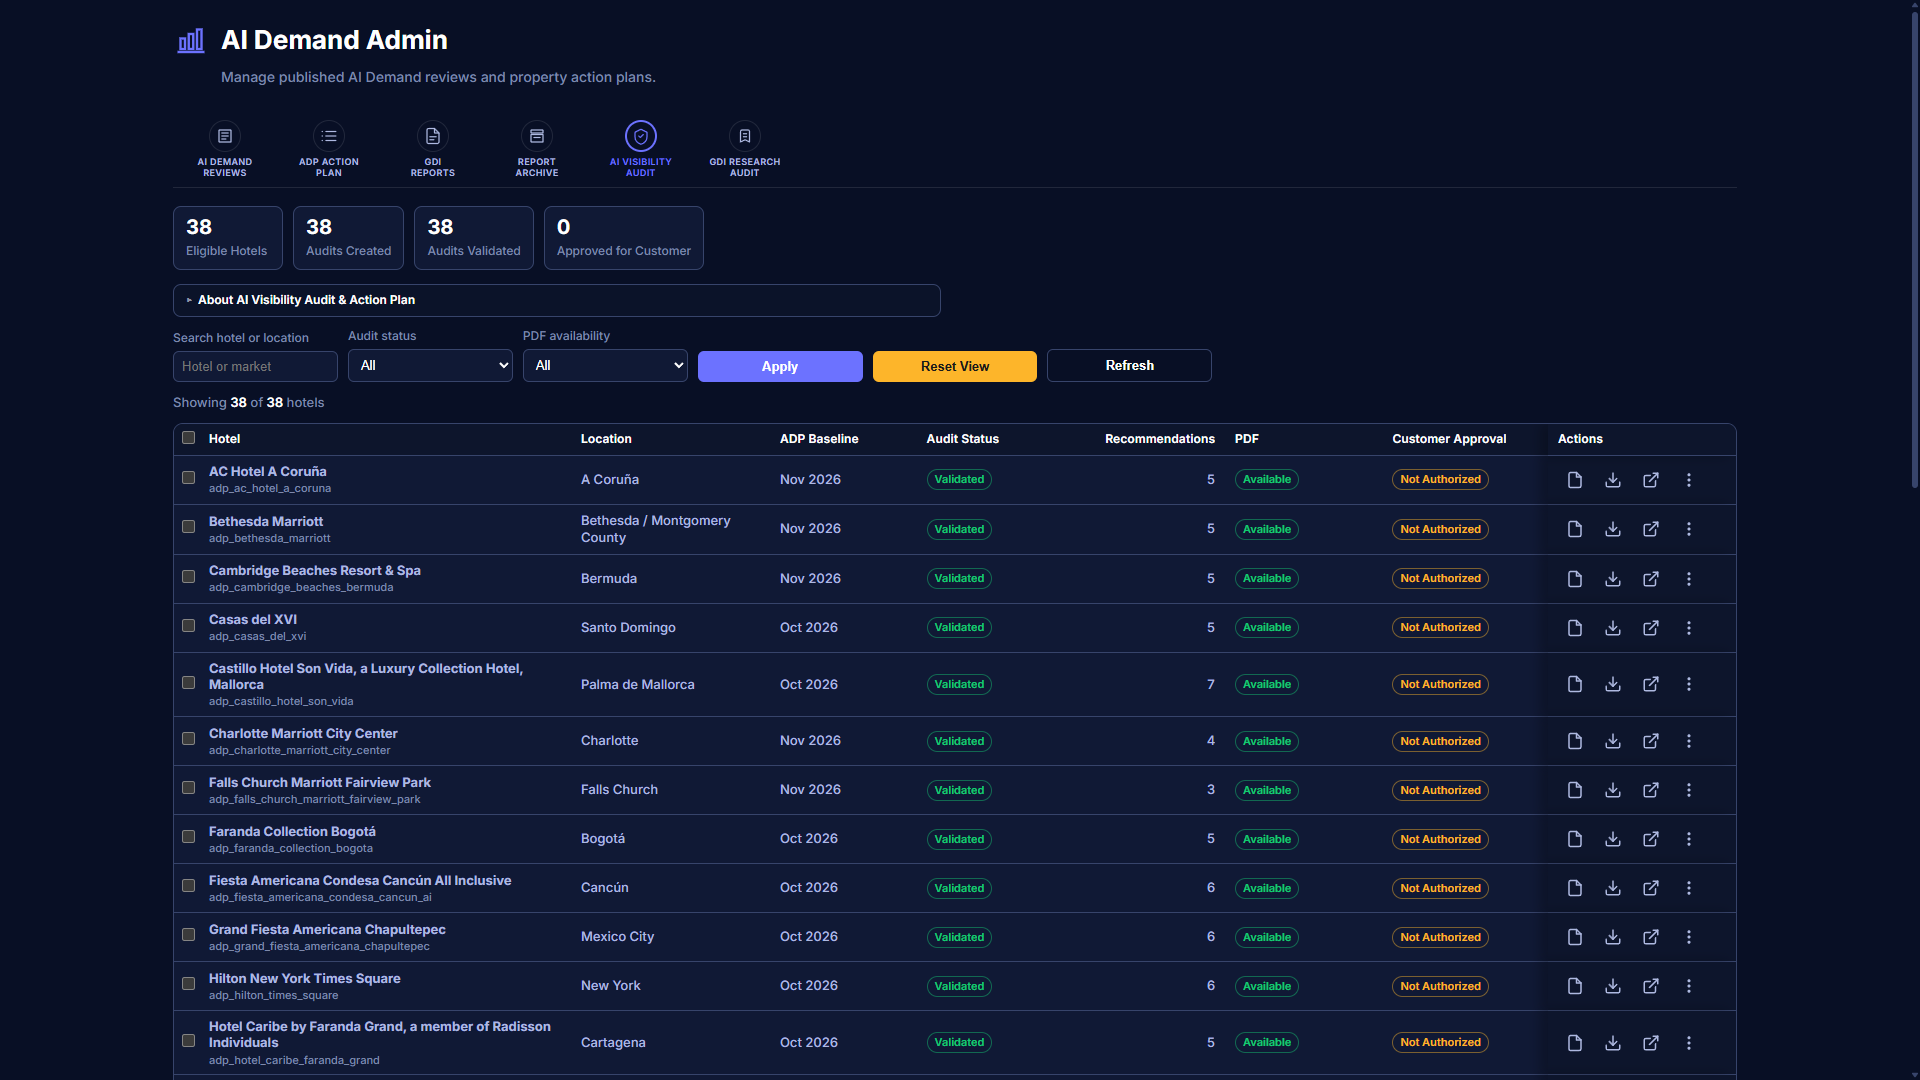 AI Demand Admin
Manage published AI Demand reviews and property action plans.
AI DEMAND
REVIEWS
ADP ACTION
PLAN
GDI
REPORTS
REPORT
ARCHIVE
AI VISIBILITY
AUDIT
GDI RESEARCH
AUDIT
38
Eligible Hotels
38
Audits Created
38
Audits Validated
0
Approved for Customer
About AI Visibility Audit & Action Plan
Search hotel or location
Hotel or market
Audit status
All
PDF availability
All
Apply
Reset View
Refresh
Showing 38 of 38 hotels
Hotel Location ADP Baseline Audit Status Recommendations PDF Customer Approval Actions
AC Hotel A Coruña
adp_ac_hotel_a_coruna
A Coruña Nov 2026 Validated 5 Available Not Authorized
Bethesda Marriott
adp_bethesda_marriott
Bethesda / Montgomery
County
Nov 2026 Validated 5 Available Not Authorized
Cambridge Beaches Resort & Spa
adp_cambridge_beaches_bermuda
Bermuda Nov 2026 Validated 5 Available Not Authorized
Casas del XVI
adp_casas_del_xvi
Santo Domingo Oct 2026 Validated 5 Available Not Authorized
Castillo Hotel Son Vida, a Luxury Collection Hotel,
Mallorca
adp_castillo_hotel_son_vida
Palma de Mallorca Oct 2026 Validated 7 Available Not Authorized
Charlotte Marriott City Center
adp_charlotte_marriott_city_center
Charlotte Nov 2026 Validated 4 Available Not Authorized
Falls Church Marriott Fairview Park
adp_falls_church_marriott_fairview_park
Falls Church Nov 2026 Validated 3 Available Not Authorized
Faranda Collection Bogotá
adp_faranda_collection_bogota
Bogotá Oct 2026 Validated 5 Available Not Authorized
Fiesta Americana Condesa Cancún All Inclusive
adp_fiesta_americana_condesa_cancun_ai
Cancún Oct 2026 Validated 6 Available Not Authorized
Grand Fiesta Americana Chapultepec
adp_grand_fiesta_americana_chapultepec
Mexico City Oct 2026 Validated 6 Available Not Authorized
Hilton New York Times Square
adp_hilton_times_square
New York Oct 2026 Validated 6 Available Not Authorized
Hotel Caribe by Faranda Grand, a member of Radisson
Individuals
adp_hotel_caribe_faranda_grand
Cartagena Oct 2026 Validated 5 Available Not Authorized